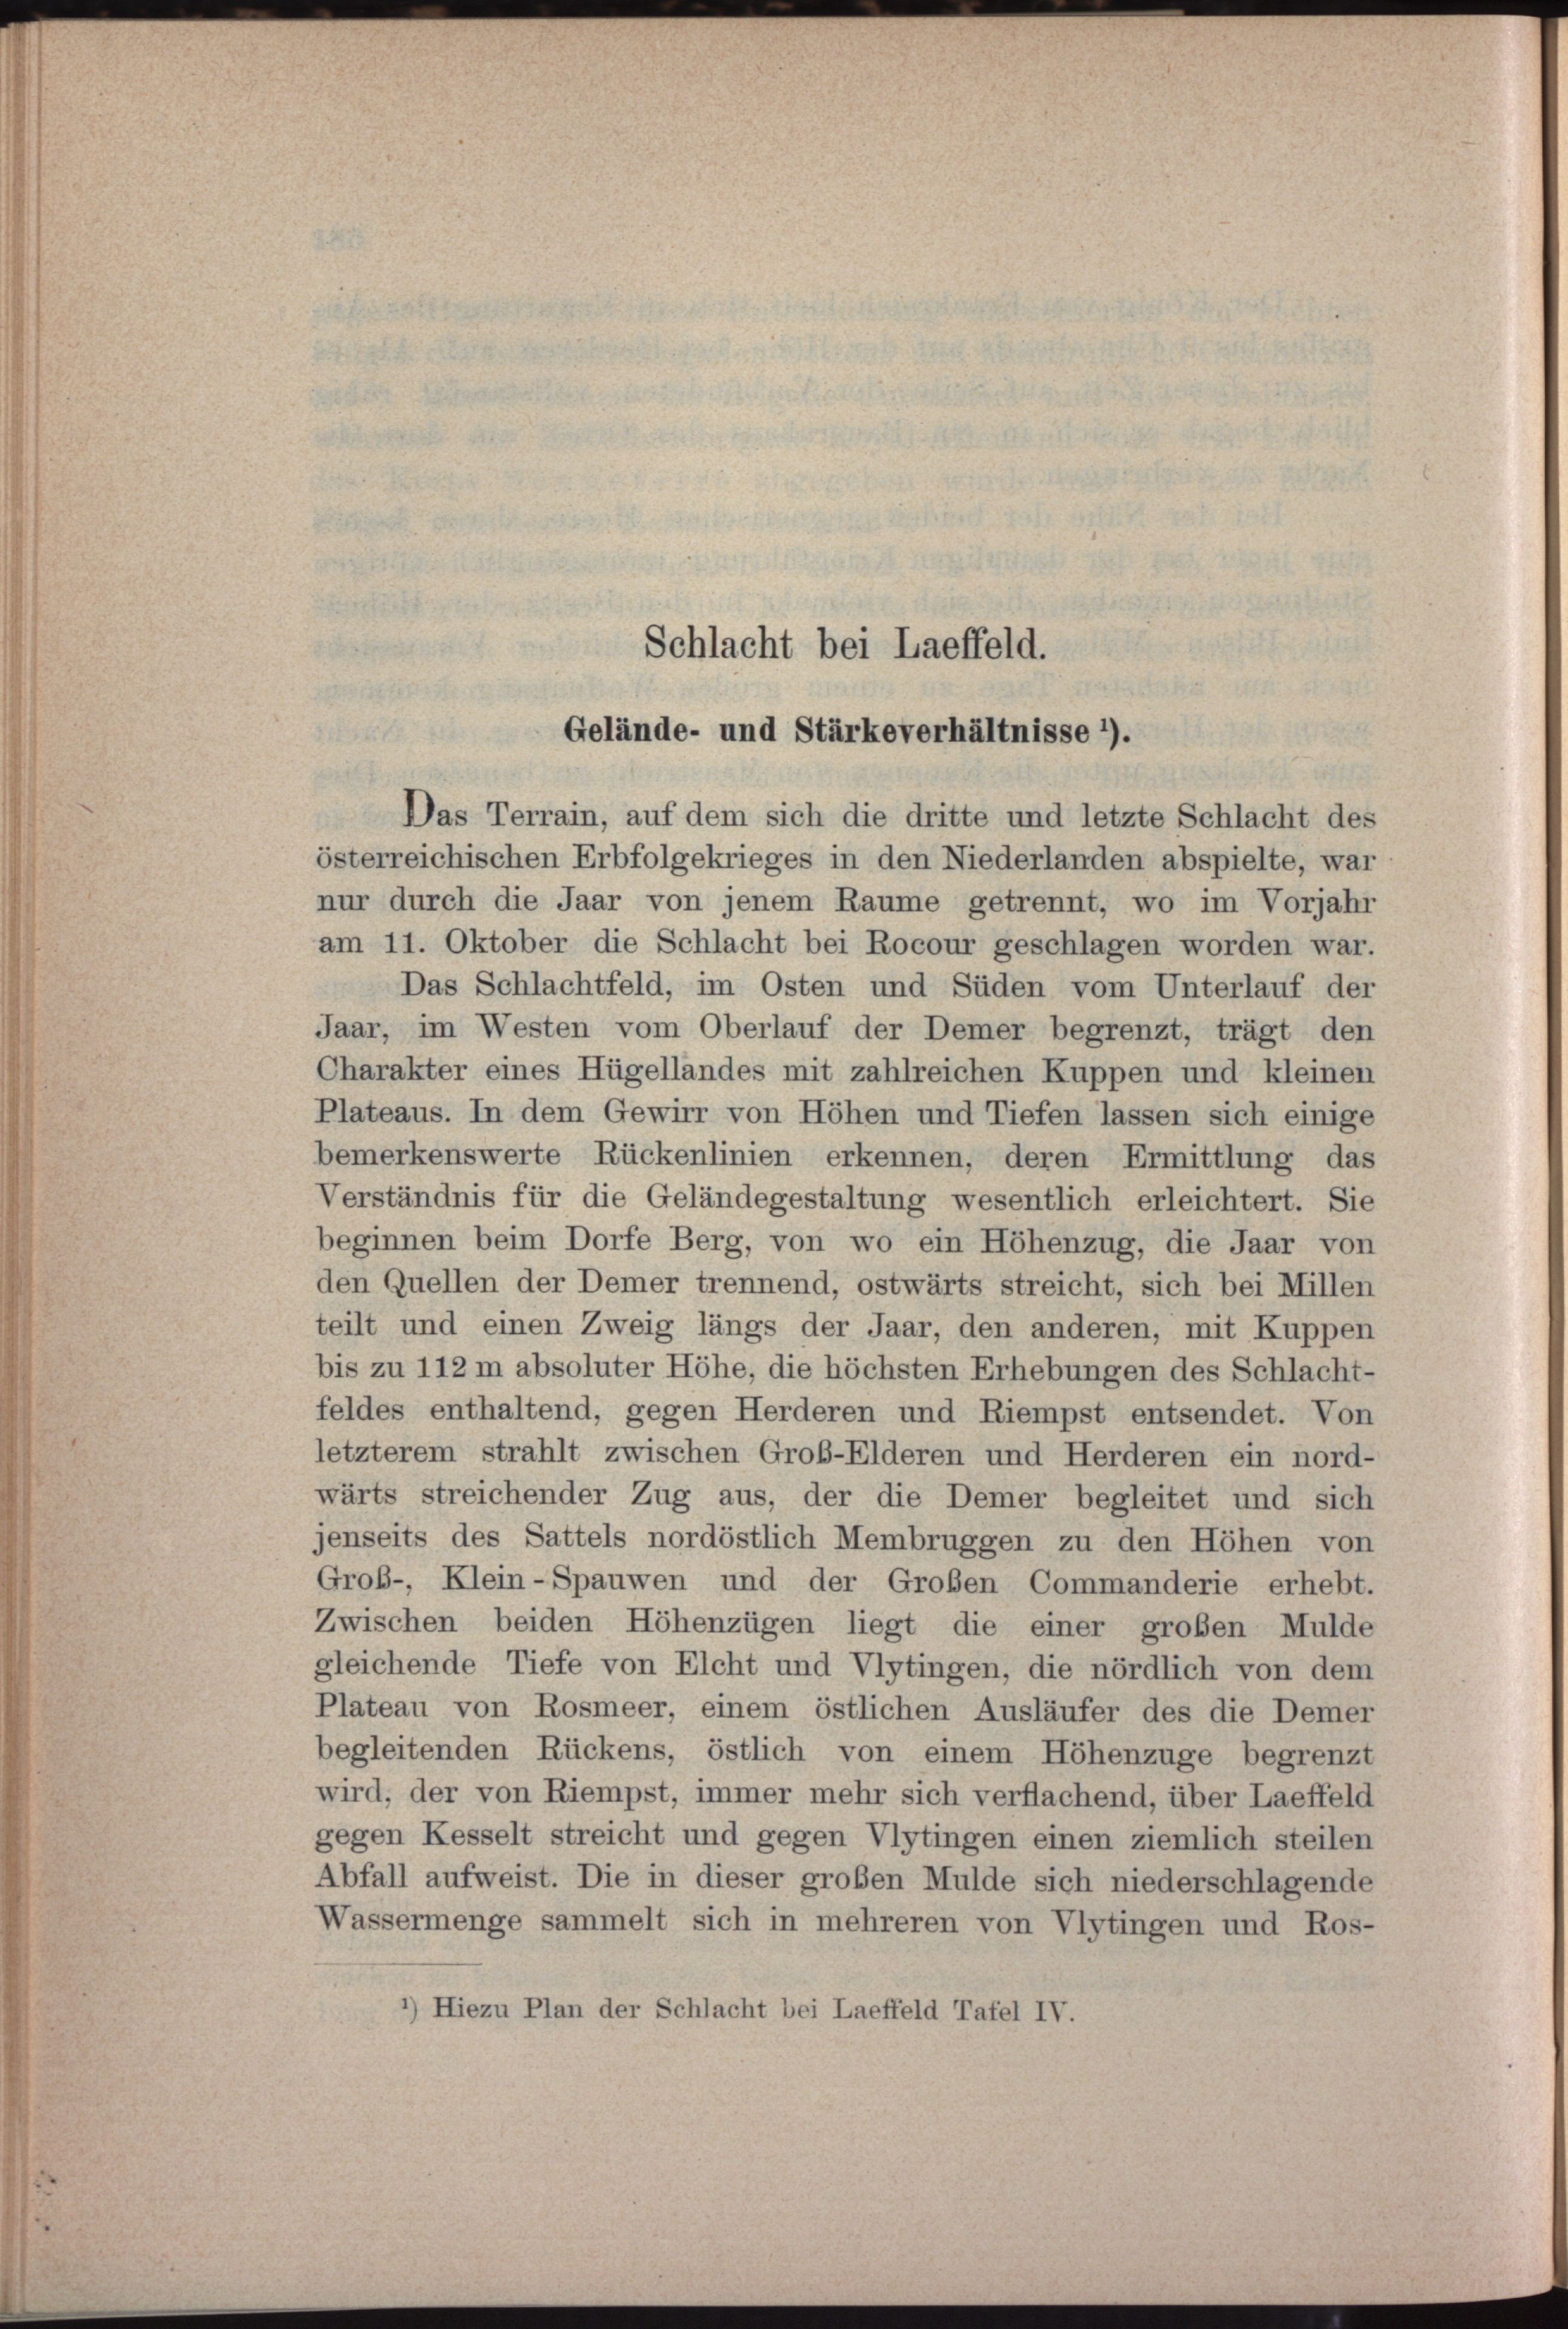 Schlacht bei Laeffeld.
Gelände- und Stärkeverhältnisse ¹).
Das Terrain, auf dem sich die dritte und letzte Schlacht des
österreichischen Erbfolgekrieges in den Niederlanden abspielte, war
nur durch die Jaar von jenem Raume getrennt, wo im Vorjahr
am 11. Oktober die Schlacht bei Rocour geschlagen worden war.
Das Schlachtfeld, im Osten und Süden vom Unterlauf der
Jaar, im Westen vom Oberlauf der Demer begrenzt, trägt den
Charakter eines Hügellandes mit zahlreichen Kuppen und kleinen
Plateaus. In dem Gewirr von Höhen und Tiefen lassen sich einige
bemerkenswerte Rückenlinien erkennen, deren Ermittlung das
Verständnis für die Geländegestaltung wesentlich erleichtert. Sie
beginnen beim Dorfe Berg, von wo ein Höhenzug, die Jaar von
den Quellen der Demer trennend, ostwärts streicht, sich bei Millen
teilt und einen Zweig längs der Jaar, den anderen, mit Kuppen
bis zu 112 m absoluter Höhe, die höchsten Erhebungen des Schlacht-
feldes enthaltend, gegen Herderen und Riempst entsendet. Von
letzterem strahlt zwischen Groß-Elderen und Herderen ein nord-
wärts streichender Zug aus, der die Demer begleitet und sich
jenseits des Sattels nordöstlich Membruggen zu den Höhen von
Groß-, Klein-Spauwen und der Großen Commanderie erhebt.
Zwischen beiden Höhenzügen liegt die einer großen Mulde
gleichende Tiefe von Elcht und Vlytingen, die nördlich von dem
Plateau von Rosmeer, einem östlichen Ausläufer des die Demer
begleitenden Rückens, östlich von einem Höhenzuge begrenzt
wird, der von Riempst, immer mehr sich verflachend, über Laeffeld
gegen Kesselt streicht und gegen Vlytingen einen ziemlich steilen
Abfall aufweist. Die in dieser großen Mulde sich niederschlagende
Wassermenge sammelt sich in mehreren von Vlytingen und Ros-
¹) Hiezu Plan der Schlacht bei Laeffeld Tafel IV.